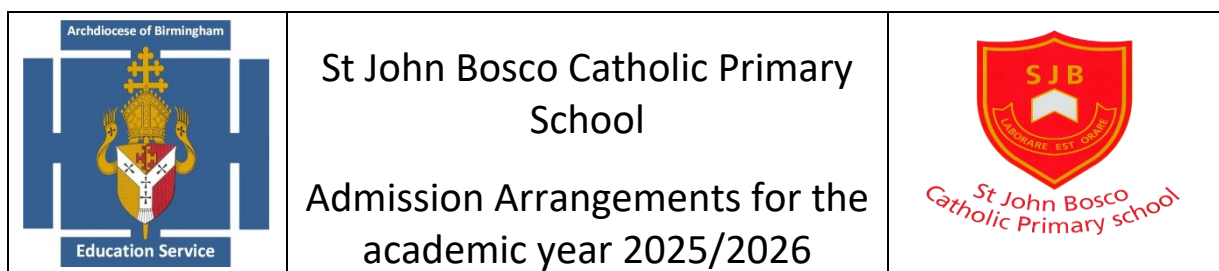 Archdiocese of Birmingham
Education Service
St John Bosco Catholic Primary
School
Admission Arrangements for the
academic year 2025/2026
SJB
LABORARE EST ORARE
St John Bosco
Catholic Primary school